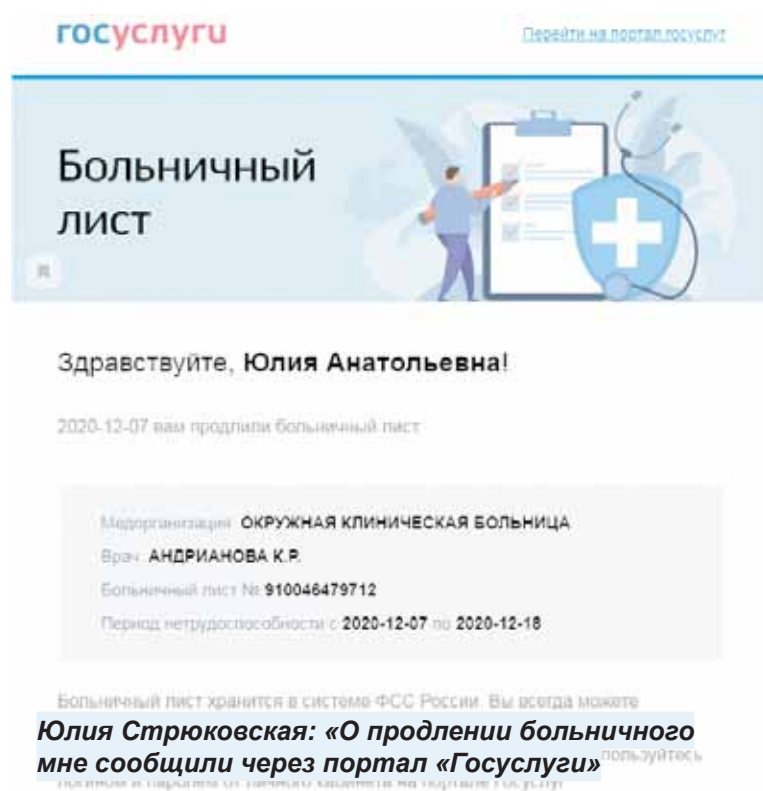 госуслуги
Перейти на портал госуслуг
Больничный
лист
Здравствуйте, Юлия Анатольевна!
2020-12-07 вам продлили больничный лист
Медорганизация: ОКРУЖНАЯ КЛИНИЧЕСКАЯ БОЛЬНИЦА
Врач: АНДРИАНОВА К.Р.
Больничный лист № 910046479712
Период нетрудоспособности с 2020-12-07 по 2020-12-18
Больничный лист хранится в системе ФСС России. Вы всегда можете
Юлия Стрюковская: «О продлении больничного
мне сообщили через портал «Госуслуги»
логином и паролем от личного кабинета на портале госуслуг